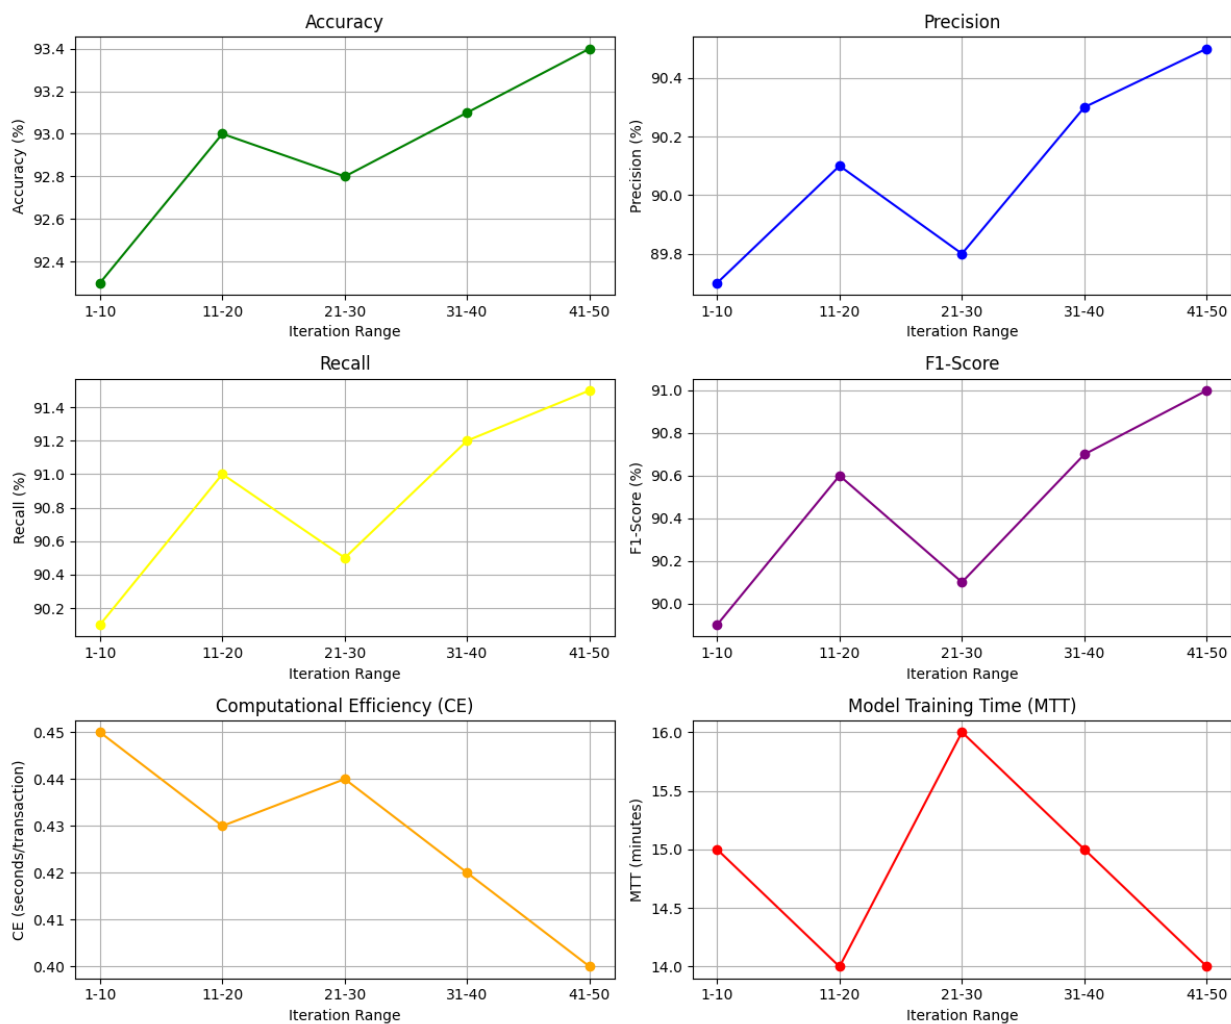 Accuracy
Accuracy (%)
93.4
93.2
93.0
92.8
92.6
92.4
1-10 11-20 21-30 31-40 41-50
Iteration Range
Precision
Precision (%)
90.4
90.2
90.0
89.8
1-10 11-20 21-30 31-40 41-50
Iteration Range
Recall
Recall (%)
91.4
91.2
91.0
90.8
90.6
90.4
90.2
1-10 11-20 21-30 31-40 41-50
Iteration Range
F1-Score
F1-Score (%)
91.0
90.8
90.6
90.4
90.2
90.0
1-10 11-20 21-30 31-40 41-50
Iteration Range
Computational Efficiency (CE)
CE (seconds/transaction)
0.45
0.44
0.43
0.42
0.41
0.40
1-10 11-20 21-30 31-40 41-50
Iteration Range
Model Training Time (MTT)
MTT (minutes)
16.0
15.5
15.0
14.5
14.0
1-10 11-20 21-30 31-40 41-50
Iteration Range